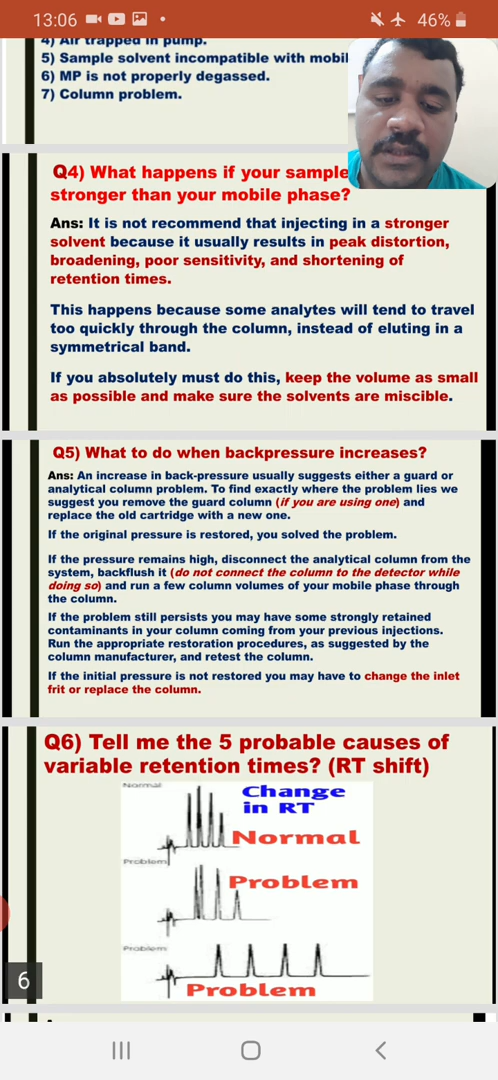 13:06
46%
4) Air trapped in pump.
5) Sample solvent incompatible with mobil
6) MP is not properly degassed.
7) Column problem.
Q4) What happens if your sample
stronger than your mobile phase?
Ans: It is not recommend that injecting in a stronger
solvent because it usually results in peak distortion,
broadening, poor sensitivity, and shortening of
retention times.
This happens because some analytes will tend to travel
too quickly through the column, instead of eluting in a
symmetrical band.
If you absolutely must do this, keep the volume as small
as possible and make sure the solvents are miscible.
Q5) What to do when backpressure increases?
Ans: An increase in back-pressure usually suggests either a guard or
analytical column problem. To find exactly where the problem lies we
suggest you remove the guard column (if you are using one) and
replace the old cartridge with a new one.
If the original pressure is restored, you solved the problem.
If the pressure remains high, disconnect the analytical column from the
system, backflush it (do not connect the column to the detector while
doing so) and run a few column volumes of your mobile phase through
the column.
If the problem still persists you may have some strongly retained
contaminants in your column coming from your previous injections.
Run the appropriate restoration procedures, as suggested by the
column manufacturer, and retest the column.
If the initial pressure is not restored you may have to change the inlet
frit or replace the column.
Q6) Tell me the 5 probable causes of
variable retention times? (RT shift)
Normal
Change
in RT
Normal
Problem
Problem
Problem
Problem
6